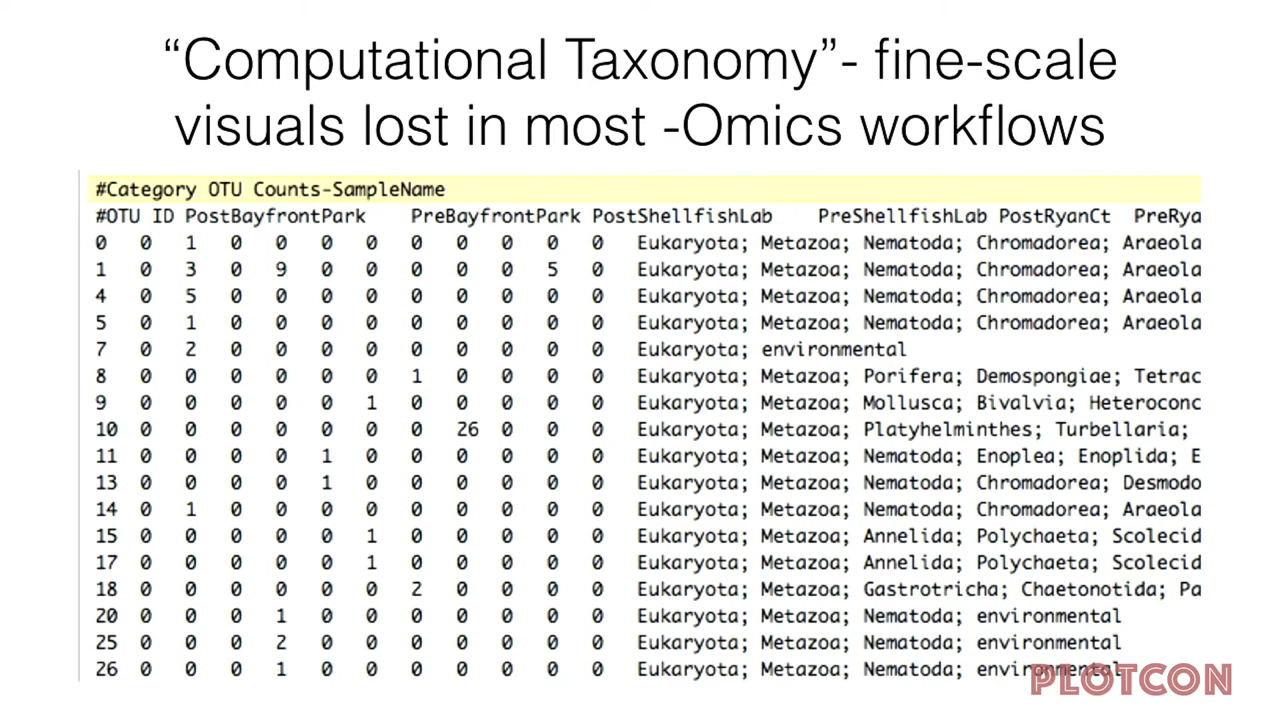 “Computational Taxonomy”- fine-scale
visuals lost in most -Omics workflows
#Category OTU Counts-SampleName
#OTU ID PostBayfrontPark PreBayfrontPark PostShellfishLab PreShellfishLab PostRyanCt PreRya
0 0 1 0 0 0 0 0 0 0 0 0 Eukaryota; Metazoa; Nematoda; Chromadorea; Araeola
1 0 3 0 9 0 0 0 0 0 5 0 Eukaryota; Metazoa; Nematoda; Chromadorea; Araeola
4 0 5 0 0 0 0 0 0 0 0 0 Eukaryota; Metazoa; Nematoda; Chromadorea; Araeola
5 0 1 0 0 0 0 0 0 0 0 0 Eukaryota; Metazoa; Nematoda; Chromadorea; Araeola
7 0 2 0 0 0 0 0 0 0 0 0 Eukaryota; environmental
8 0 0 0 0 0 0 1 0 0 0 0 Eukaryota; Metazoa; Porifera; Demospongiae; Tetrac
9 0 0 0 0 0 1 0 0 0 0 0 Eukaryota; Metazoa; Mollusca; Bivalvia; Heteroconc
10 0 0 0 0 0 0 0 26 0 0 0 Eukaryota; Metazoa; Platyhelminthes; Turbellaria;
11 0 0 0 0 1 0 0 0 0 0 0 Eukaryota; Metazoa; Nematoda; Enoplea; Enoplida; E
13 0 0 0 0 1 0 0 0 0 0 0 Eukaryota; Metazoa; Nematoda; Chromadorea; Desmodo
14 0 1 0 0 0 0 0 0 0 0 0 Eukaryota; Metazoa; Nematoda; Chromadorea; Araeola
15 0 0 0 0 0 1 0 0 0 0 0 Eukaryota; Metazoa; Annelida; Polychaeta; Scolecid
17 0 0 0 0 0 1 0 0 0 0 0 Eukaryota; Metazoa; Annelida; Polychaeta; Scolecid
18 0 0 0 0 0 0 2 0 0 0 0 Eukaryota; Metazoa; Gastrotricha; Chaetonotida; Pa
20 0 0 0 1 0 0 0 0 0 0 0 Eukaryota; Metazoa; Nematoda; environmental
25 0 0 0 2 0 0 0 0 0 0 0 Eukaryota; Metazoa; Nematoda; environmental
26 0 0 0 1 0 0 0 0 0 0 0 Eukaryota; Metazoa; Nematoda; environmental
PLOTCON